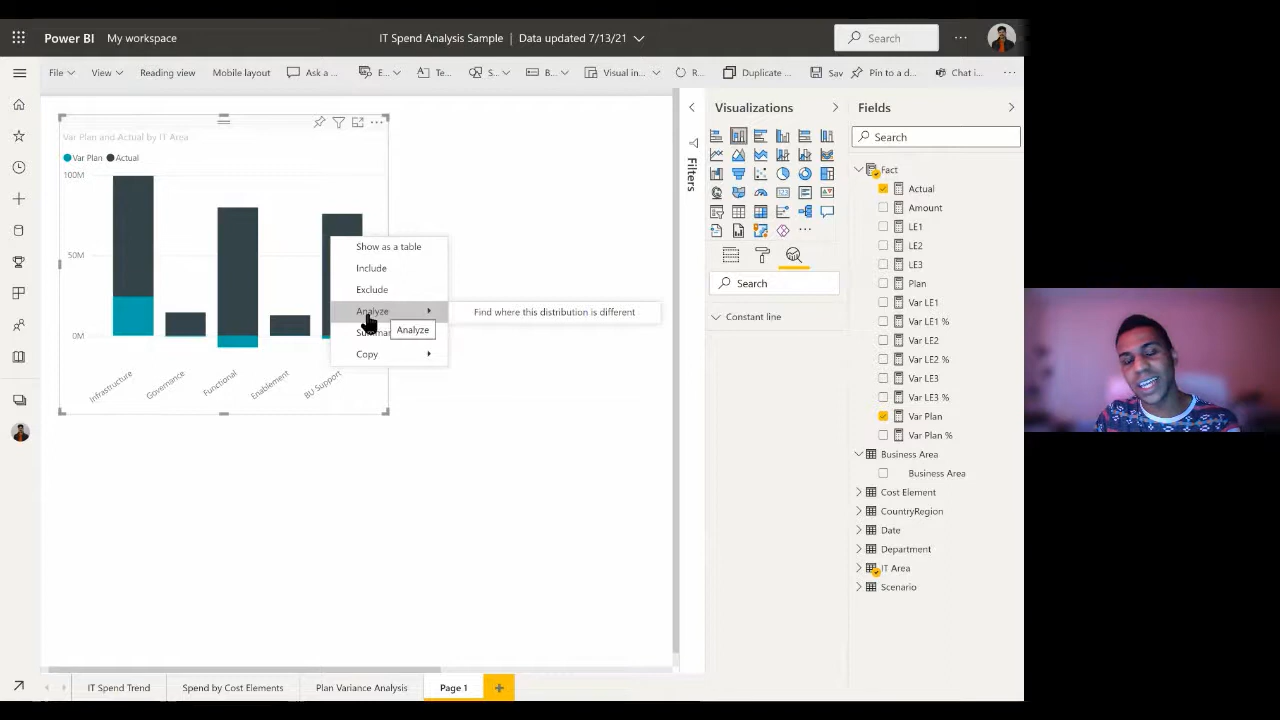 Power BI My workspace IT Spend Analysis Sample | Data updated 7/13/21 Search ...
File View Reading view Mobile layout Ask a ... E... Te... S... B... Visual in... R... Duplicate ... Sav Pin to a d... Chat i... ...
Var Plan and Actual by IT Area
Var Plan Actual
100M
50M
0M
Infrastructure
Governance
Functional
Enablement
BU Support
Show as a table
Include
Exclude
Analyze
Find where this distribution is different
Analyze
Copy
Filters
Visualizations
Search
Constant line
Fields
Search
Fact
Actual
Amount
LE1
LE2
LE3
Plan
Var LE1
Var LE1 %
Var LE2
Var LE2 %
Var LE3
Var LE3 %
Var Plan
Var Plan %
Business Area
Business Area
Cost Element
CountryRegion
Date
Department
IT Area
Scenario
IT Spend Trend Spend by Cost Elements Plan Variance Analysis Page 1 +